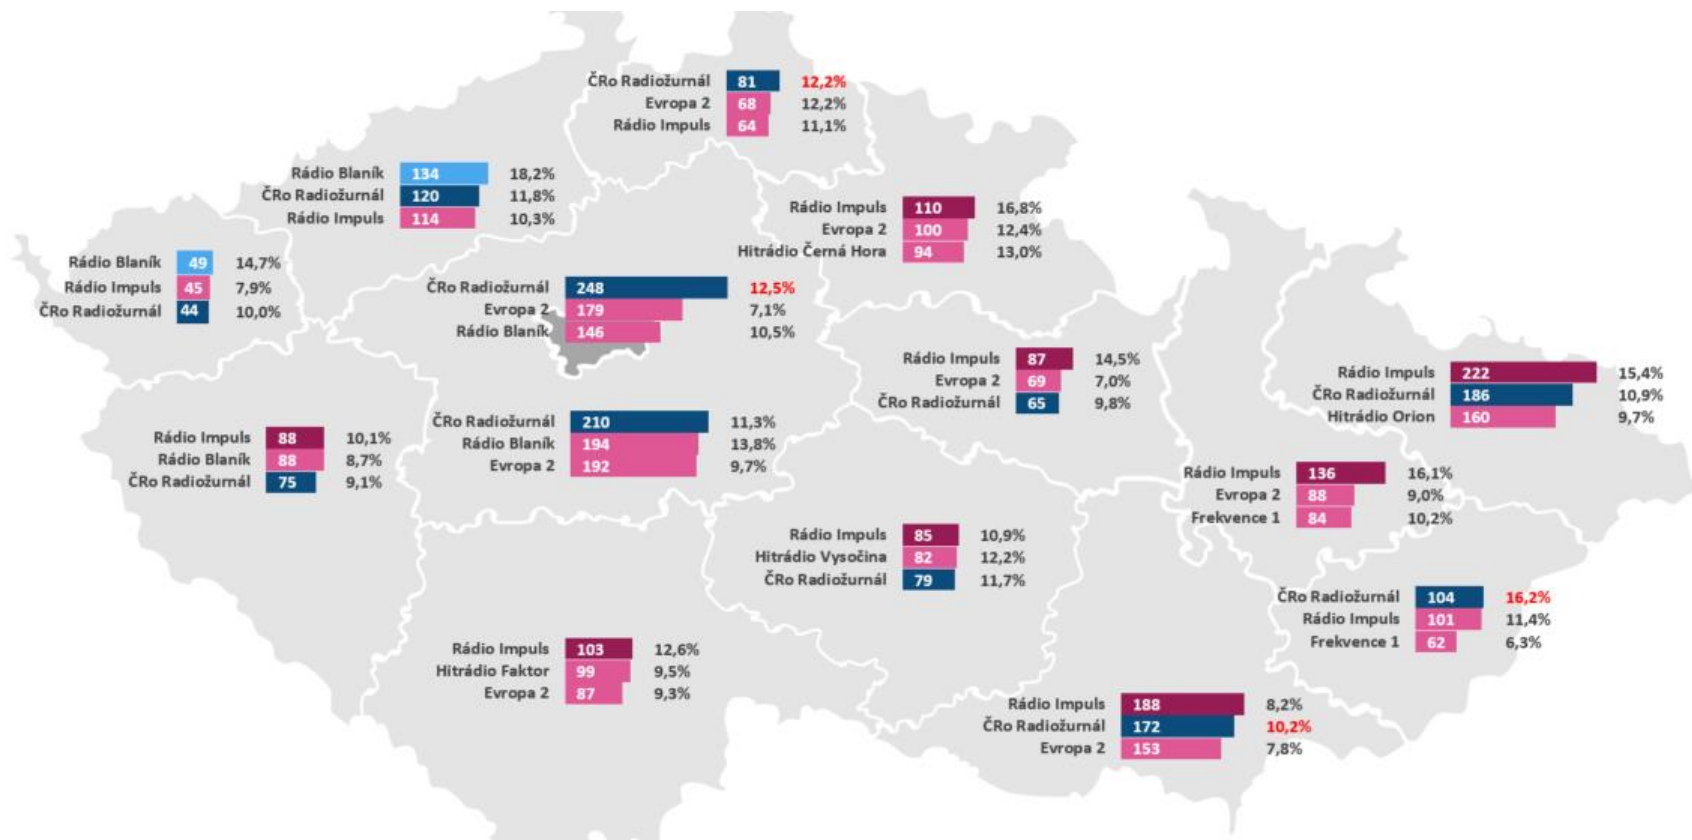 ČRo Radiožurnál 81 12,2%
Evropa 2 68 12,2%
Rádio Impuls 64 11,1%
Rádio Blaník 134 18,2%
ČRo Radiožurnál 120 11,8%
Rádio Impuls 114 10,3%
Rádio Impuls 110 16,8%
Evropa 2 100 12,4%
Hitrádio Černá Hora 94 13,0%
Rádio Blaník 49 14,7%
Rádio Impuls 45 7,9%
ČRo Radiožurnál 44 10,0%
ČRo Radiožurnál 248 12,5%
Evropa 2 179 7,1%
Rádio Blaník 146 10,5%
Rádio Impuls 87 14,5%
Evropa 2 69 7,0%
ČRo Radiožurnál 65 9,8%
Rádio Impuls 222 15,4%
ČRo Radiožurnál 186 10,9%
Hitrádio Orion 160 9,7%
Rádio Impuls 88 10,1%
Rádio Blaník 88 8,7%
ČRo Radiožurnál 75 9,1%
ČRo Radiožurnál 210 11,3%
Rádio Blaník 194 13,8%
Evropa 2 192 9,7%
Rádio Impuls 136 16,1%
Evropa 2 88 9,0%
Frekvence 1 84 10,2%
Rádio Impuls 85 10,9%
Hitrádio Vysočina 82 12,2%
ČRo Radiožurnál 79 11,7%
ČRo Radiožurnál 104 16,2%
Rádio Impuls 101 11,4%
Frekvence 1 62 6,3%
Rádio Impuls 103 12,6%
Hitrádio Faktor 99 9,5%
Evropa 2 87 9,3%
Rádio Impuls 188 8,2%
ČRo Radiožurnál 172 10,2%
Evropa 2 153 7,8%